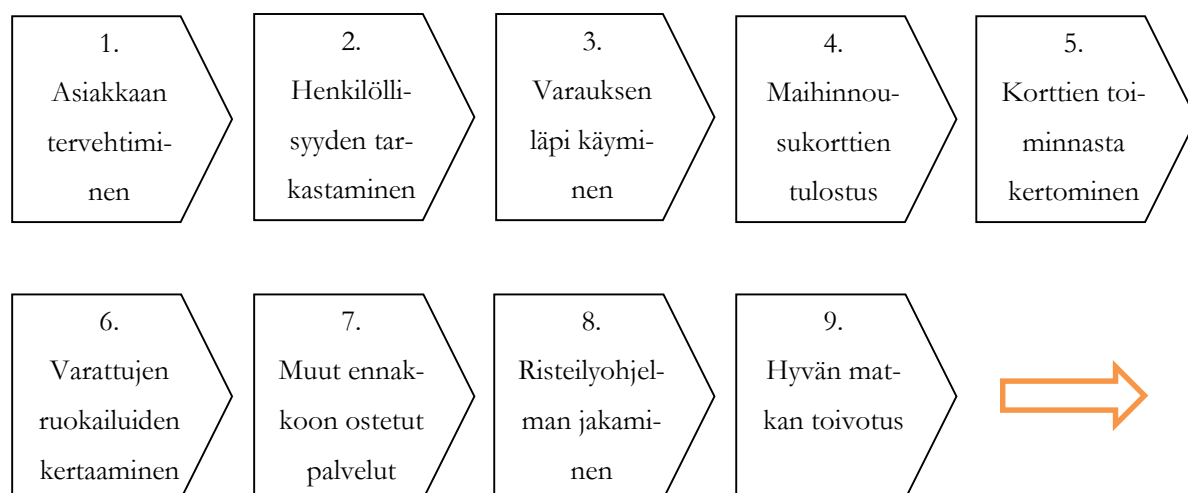 1.
Asiakkaan
tervehtimi-
nen
2.
Henkilölli-
syyden tar-
kastaminen
3.
Varauksen
läpi käymi-
nen
4.
Maihinnou-
sukorttien
tulostus
5.
Korttien toi-
minnasta
kertominen
6.
Varattujen
ruokailuiden
kertaaminen
7.
Muut ennak-
koon ostetut
palvelut
8.
Risteilyohjel-
man jakami-
nen
9.
Hyvän mat-
kan toivotus